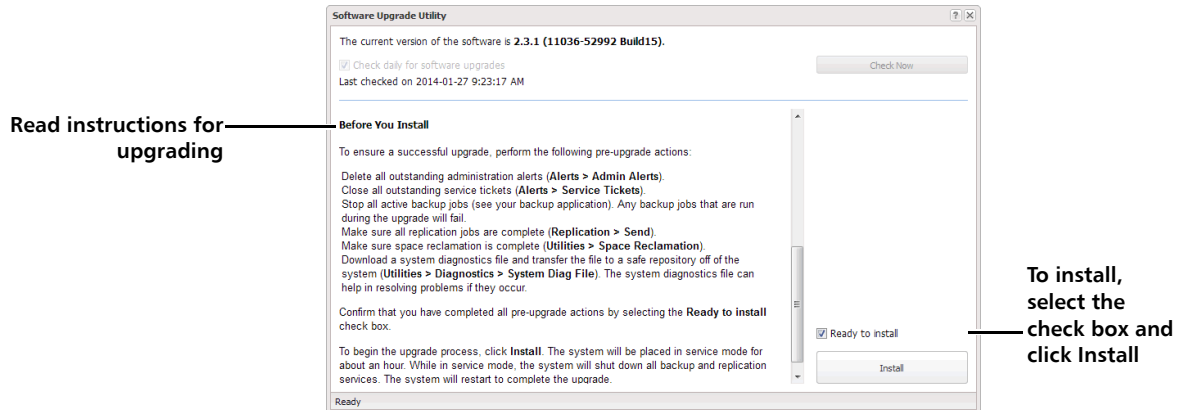 Software Upgrade Utility
The current version of the software is 2.3.1 (11036-52992 Build15).
Check daily for software upgrades
Check Now
Last checked on 2014-01-27 9:23:17 AM
Read instructions for
upgrading
Before You Install
To ensure a successful upgrade, perform the following pre-upgrade actions:
Delete all outstanding administration alerts (Alerts > Admin Alerts).
Close all outstanding service tickets (Alerts > Service Tickets).
Stop all active backup jobs (see your backup application). Any backup jobs that are run
during the upgrade will fail.
Make sure all replication jobs are complete (Replication > Send).
Make sure space reclamation is complete (Utilities > Space Reclamation).
Download a system diagnostics file and transfer the file to a safe repository off of the
system (Utilities > Diagnostics > System Diag File). The system diagnostics file can
help in resolving problems if they occur.
Confirm that you have completed all pre-upgrade actions by selecting the Ready to install
check box.
To begin the upgrade process, click Install. The system will be placed in service mode for
about an hour. While in service mode, the system will shut down all backup and replication
services. The system will restart to complete the upgrade.
Ready to install
Install
To install,
select the
check box and
click Install
Ready